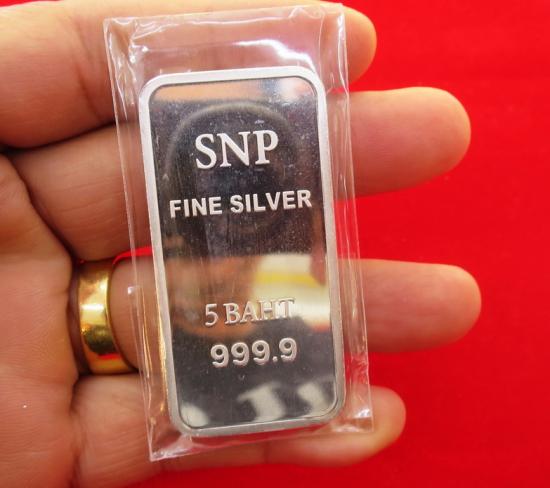 SNP
FINE SILVER
5 BAHT
999.9